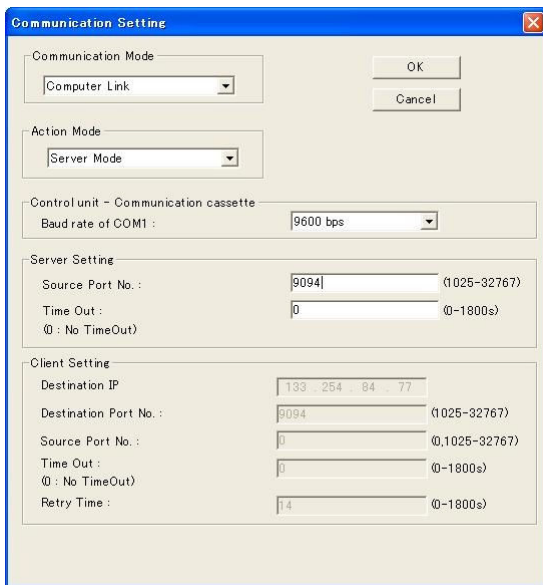 Communication Setting
Communication Mode
Computer Link
OK
Cancel
Action Mode
Server Mode
Control unit - Communication cassette
Baud rate of COM1 :
9600 bps
Server Setting
Source Port No. :
9094
(1025-32767)
Time Out :
0
(0-1800s)
(0 : No TimeOut)
Client Setting
Destination IP
133 . 254 . 84 . 77
Destination Port No. :
9094
(1025-32767)
Source Port No. :
0
(0,1025-32767)
Time Out :
0
(0-1800s)
(0 : No TimeOut)
Retry Time :
14
(0-1800s)